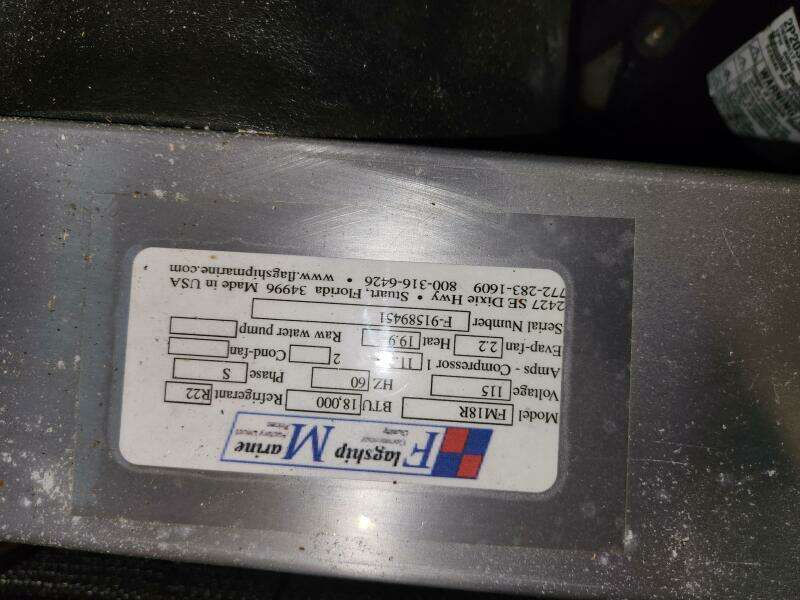 Flagship Marine
Model FM18R BTU 18,000 Refrigerant R22
Voltage 115 HZ 60 Phase S
Amps - Compressor 1 2 Cond-fan
Evap-fan 2.2 Heat 19.9 Raw water pump
Serial Number F-91589451
2427 SE Dixie Hwy • Stuart, Florida 34996 Made in USA
772-283-1609 800-316-6426 • www.flagshipmarine.com
WARNING